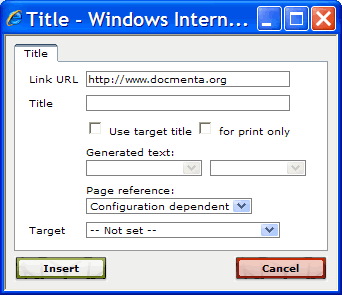 Title - Windows Intern...
Title
Link URL http://www.docmenta.org
Title
Use target title for print only
Generated text:
Page reference:
Configuration dependent
Target -- Not set --
Insert Cancel